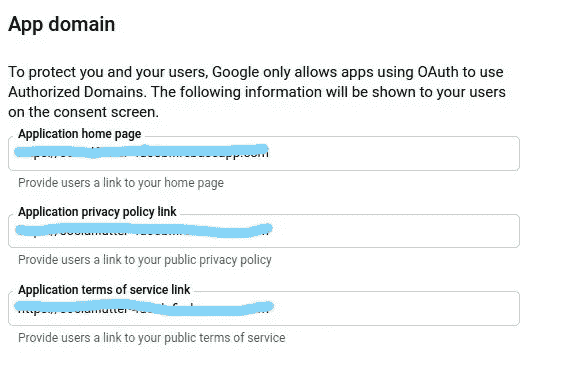 App domain
To protect you and your users, Google only allows apps using OAuth to use
Authorized Domains. The following information will be shown to your users
on the consent screen.
Application home page
Provide users a link to your home page
Application privacy policy link
Provide users a link to your public privacy policy
Application terms of service link
Provide users a link to your public terms of service